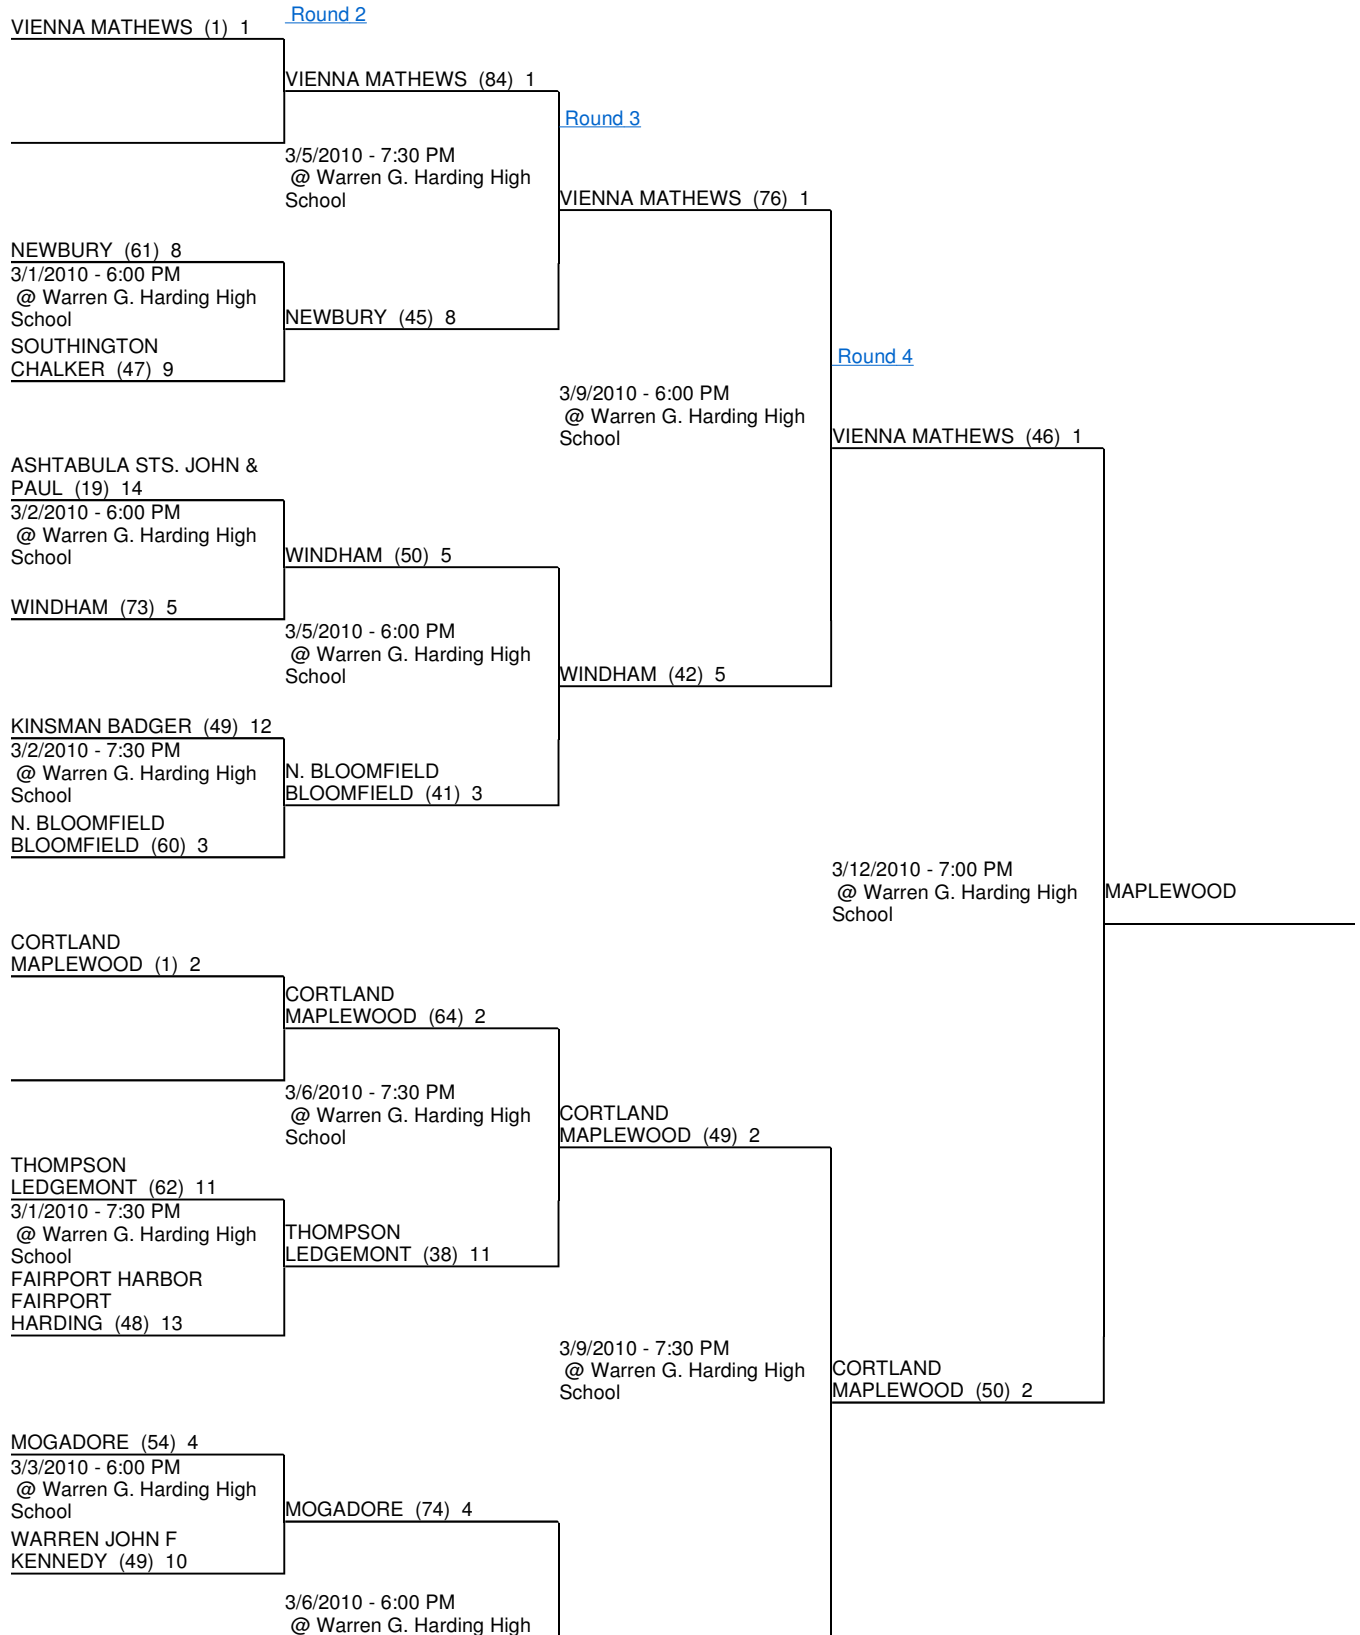 Round 2
VIENNA MATHEWS (1) 1
VIENNA MATHEWS (84) 1
Round 3
3/5/2010 - 7:30 PM
@ Warren G. Harding High
School
VIENNA MATHEWS (76) 1
NEWBURY (61) 8
3/1/2010 - 6:00 PM
@ Warren G. Harding High
School
NEWBURY (45) 8
SOUTHINGTON
CHALKER (47) 9
Round 4
3/9/2010 - 6:00 PM
@ Warren G. Harding High
School
VIENNA MATHEWS (46) 1
ASHTABULA STS. JOHN &
PAUL (19) 14
3/2/2010 - 6:00 PM
@ Warren G. Harding High
School
WINDHAM (50) 5
WINDHAM (73) 5
3/5/2010 - 6:00 PM
@ Warren G. Harding High
School
WINDHAM (42) 5
KINSMAN BADGER (49) 12
3/2/2010 - 7:30 PM
@ Warren G. Harding High
School
N. BLOOMFIELD
BLOOMFIELD (41) 3
N. BLOOMFIELD
BLOOMFIELD (60) 3
3/12/2010 - 7:00 PM
@ Warren G. Harding High
School
MAPLEWOOD
CORTLAND
MAPLEWOOD (1) 2
CORTLAND
MAPLEWOOD (64) 2
3/6/2010 - 7:30 PM
@ Warren G. Harding High
School
CORTLAND
MAPLEWOOD (49) 2
THOMPSON
LEDGEMONT (62) 11
3/1/2010 - 7:30 PM
@ Warren G. Harding High
School
THOMPSON
LEDGEMONT (38) 11
FAIRPORT HARBOR
FAIRPORT
HARDING (48) 13
3/9/2010 - 7:30 PM
@ Warren G. Harding High
School
CORTLAND
MAPLEWOOD (50) 2
MOGADORE (54) 4
3/3/2010 - 6:00 PM
@ Warren G. Harding High
School
MOGADORE (74) 4
WARREN JOHN F
KENNEDY (49) 10
3/6/2010 - 6:00 PM
@ Warren G. Harding High